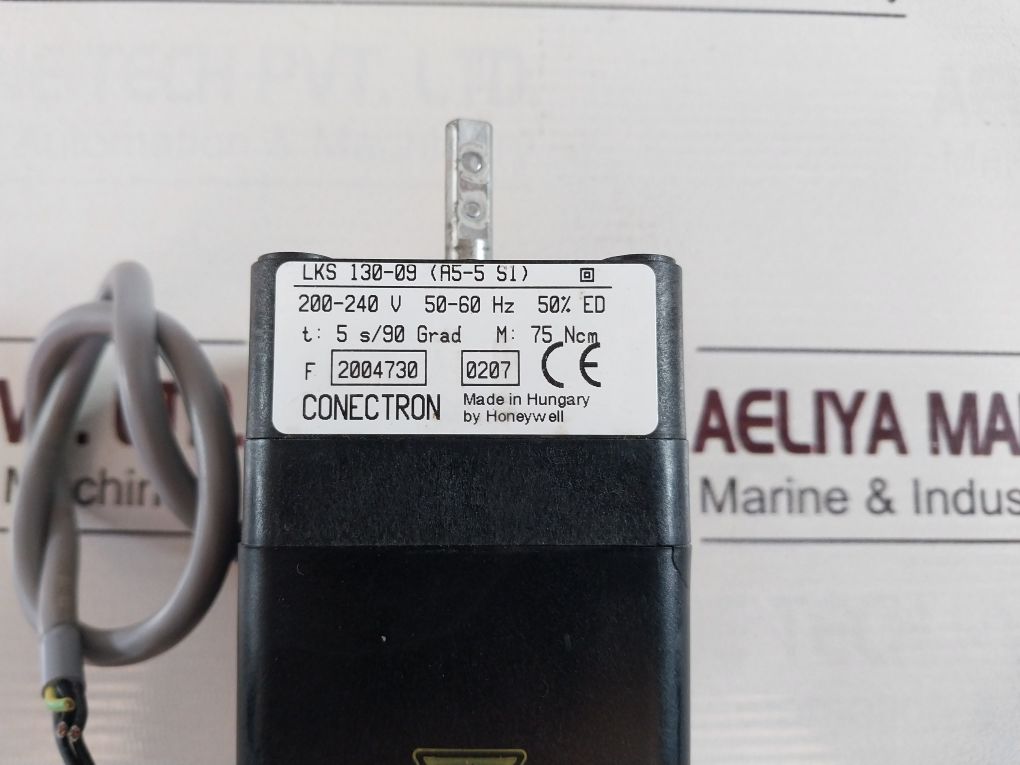 LKS 130-09 (A5-5 S1)
200-240 V 50-60 Hz 50% ED
t: 5 s/90 Grad M: 75 Ncm
F 2004730 0207 CE
CONECTRON
Made in Hungary
by Honeywell
AELIYA MA
Marine & Indus